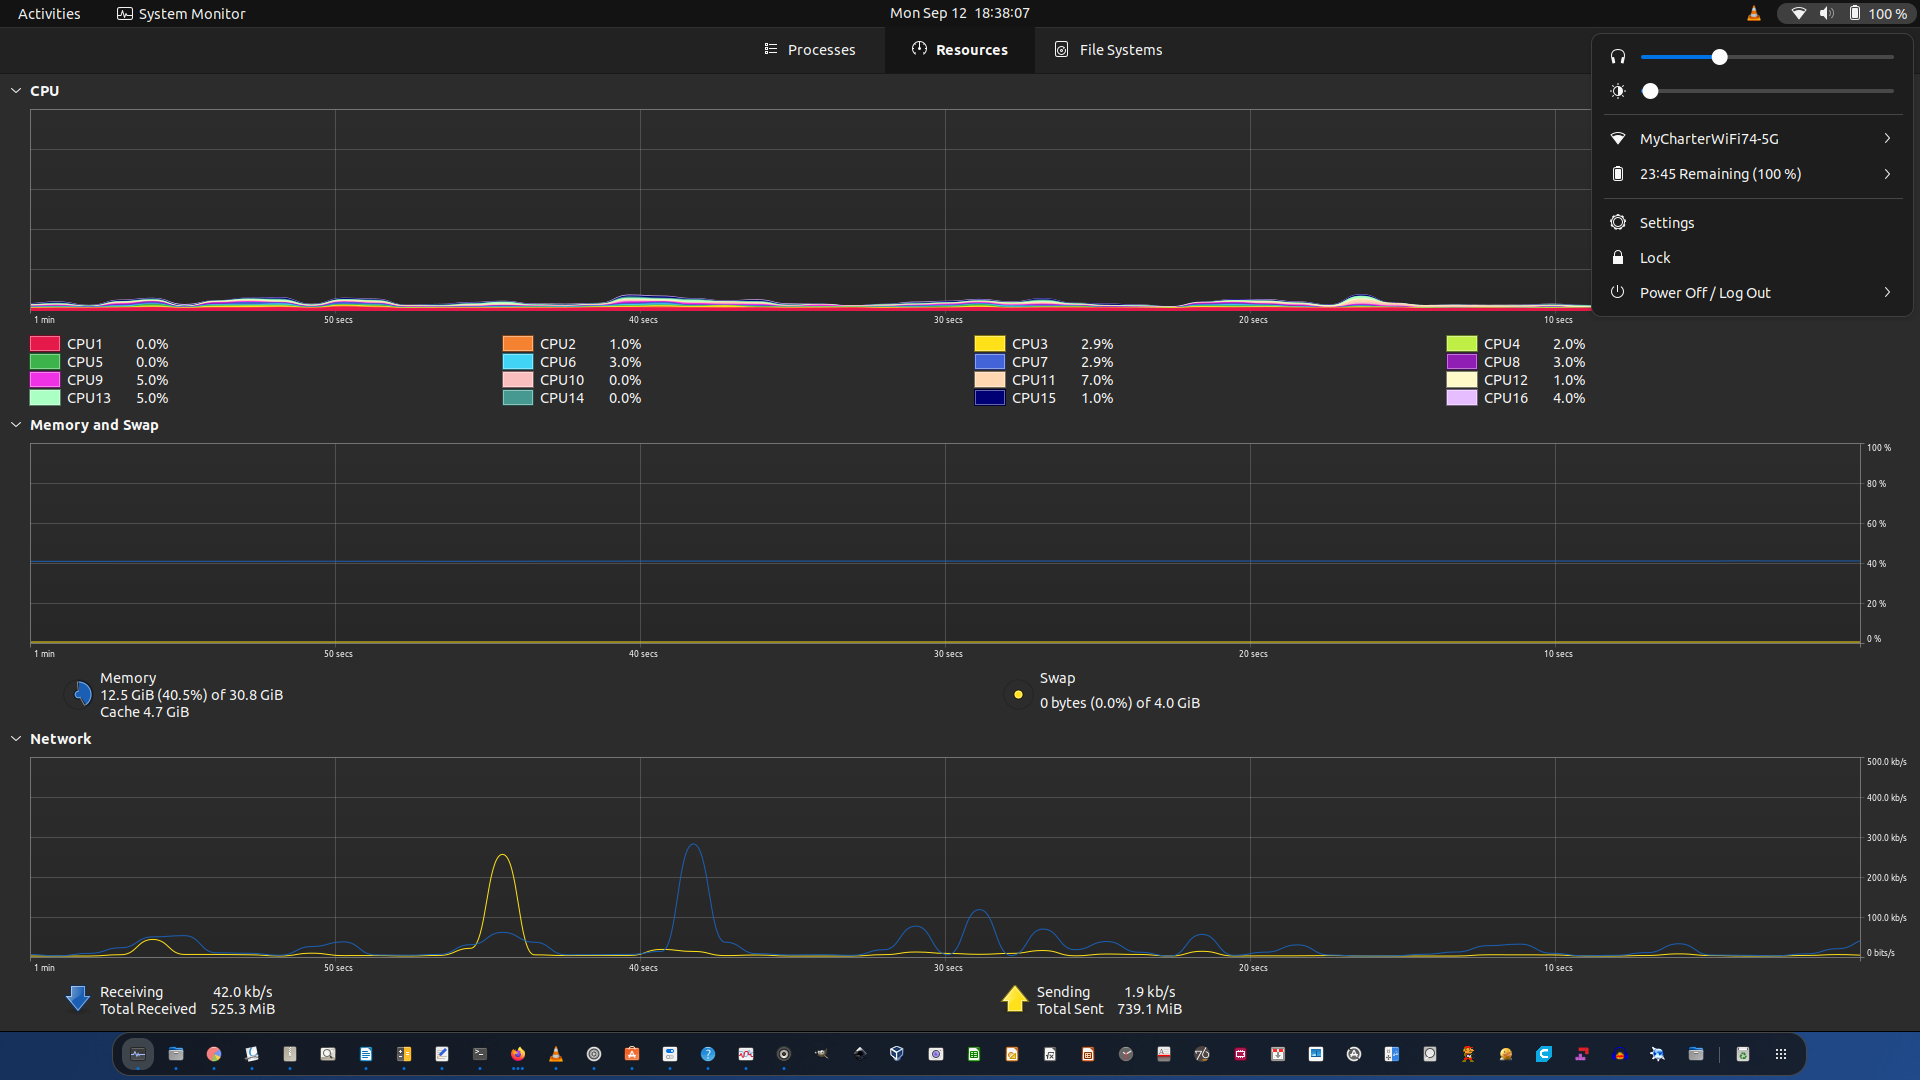 Activities
System Monitor
Mon Sep 12 18:38:07
100 %
Processes
Resources
File Systems
MyCharterWiFi74-5G
23:45 Remaining (100 %)
Settings
Lock
Power Off / Log Out
CPU
1 min 50 secs 40 secs 30 secs 20 secs 10 secs
CPU1 0.0% CPU2 1.0% CPU3 2.9% CPU4 2.0%
CPU5 0.0% CPU6 3.0% CPU7 2.9% CPU8 3.0%
CPU9 5.0% CPU10 0.0% CPU11 7.0% CPU12 1.0%
CPU13 5.0% CPU14 0.0% CPU15 1.0% CPU16 4.0%
Memory and Swap
100 %
80 %
60 %
40 %
20 %
0 %
1 min 50 secs 40 secs 30 secs 20 secs 10 secs
Memory
12.5 GiB (40.5%) of 30.8 GiB
Cache 4.7 GiB
Swap
0 bytes (0.0%) of 4.0 GiB
Network
500.0 kb/s
400.0 kb/s
300.0 kb/s
200.0 kb/s
100.0 kb/s
0 bits/s
1 min 50 secs 40 secs 30 secs 20 secs 10 secs
Receiving 42.0 kb/s
Total Received 525.3 MiB
Sending 1.9 kb/s
Total Sent 739.1 MiB
76